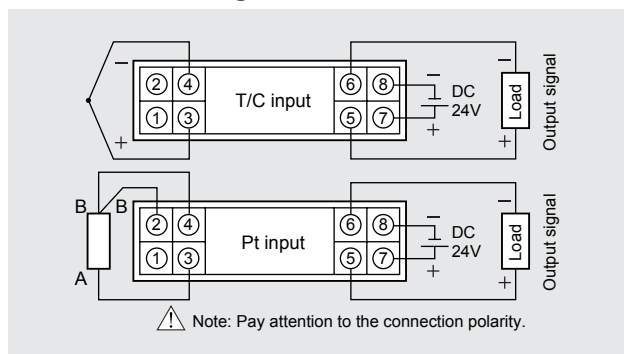 − ② ④ T/C input ⑥ ⑧ − DC 24V − Load Output signal
+ ① ③ ⑤ ⑦ + +
B B ② ④ Pt input ⑥ ⑧ − DC 24V − Load Output signal
A ① ③ ⑤ ⑦ + +
! Note: Pay attention to the connection polarity.